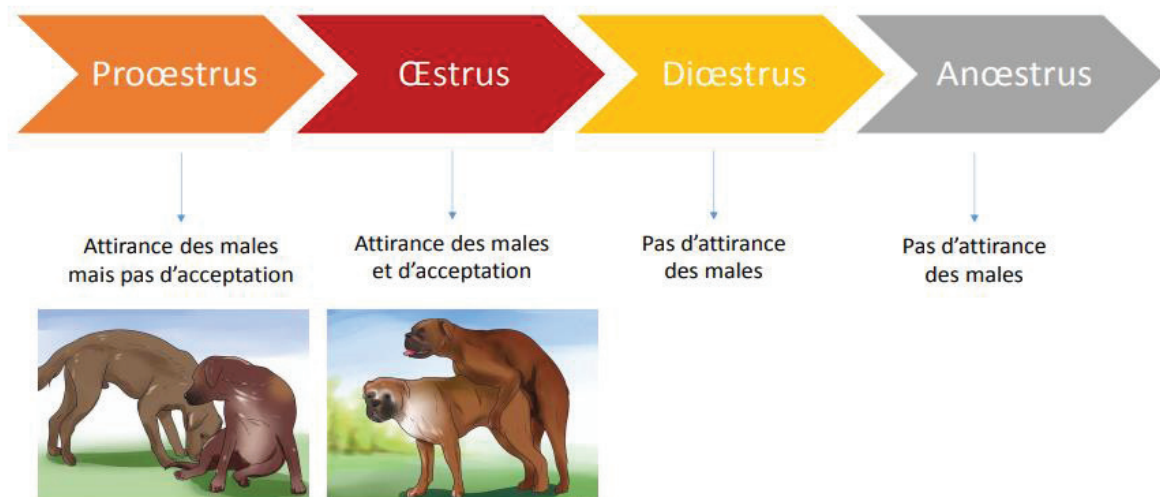 Proœstrus
Œstrus
Diœstrus
Anœstrus
Attirance des males
mais pas d’acceptation
Attirance des males
et d’acceptation
Pas d’attirance
des males
Pas d’attirance
des males